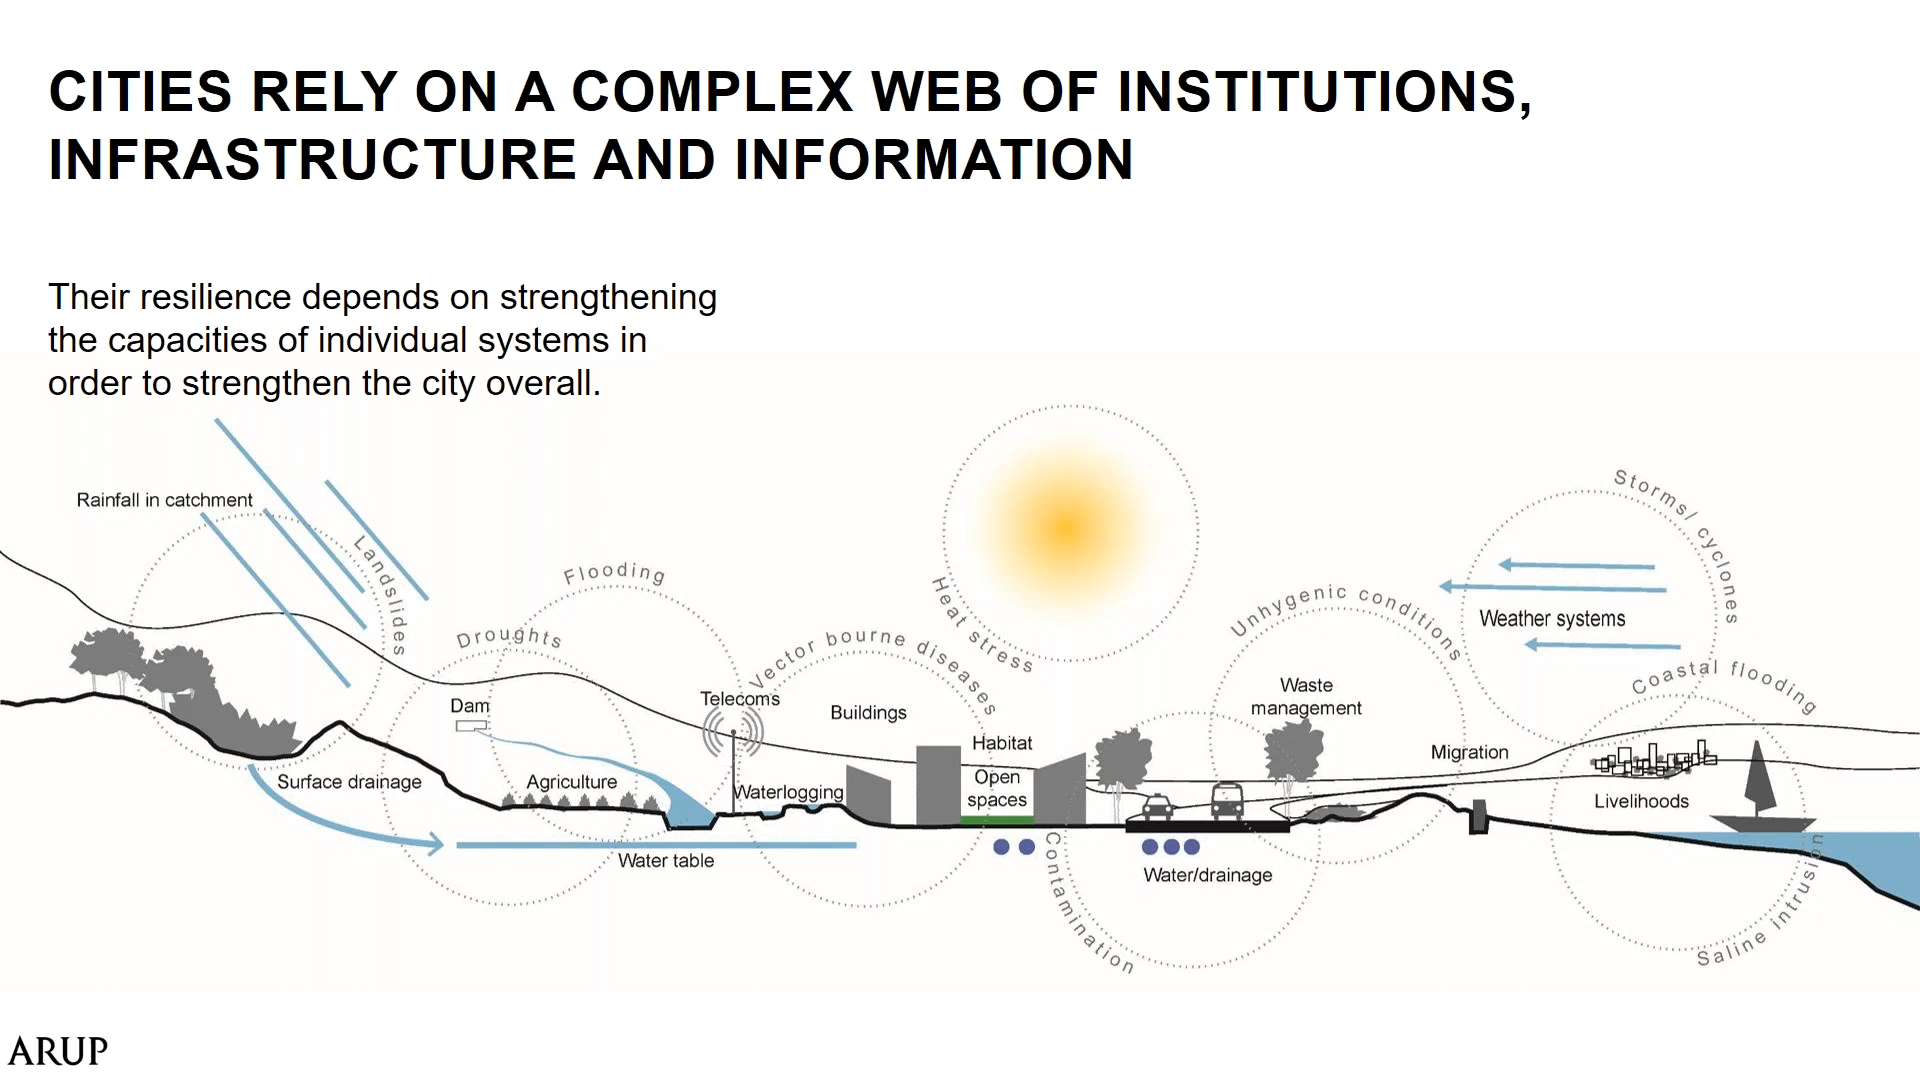 CITIES RELY ON A COMPLEX WEB OF INSTITUTIONS,
INFRASTRUCTURE AND INFORMATION
Their resilience depends on strengthening
the capacities of individual systems in
order to strengthen the city overall.
Rainfall in catchment
Landslides
Droughts
Flooding
Vector bourne diseases
Heat stress
Unhygenic conditions
Storms/ cyclones
Weather systems
Coastal flooding
Dam
Telecoms
Buildings
Habitat
Open
spaces
Waste
management
Migration
Livelihoods
Surface drainage
Agriculture
Waterlogging
Water table
Contamination
Water/drainage
Saline intrusion
ARUP